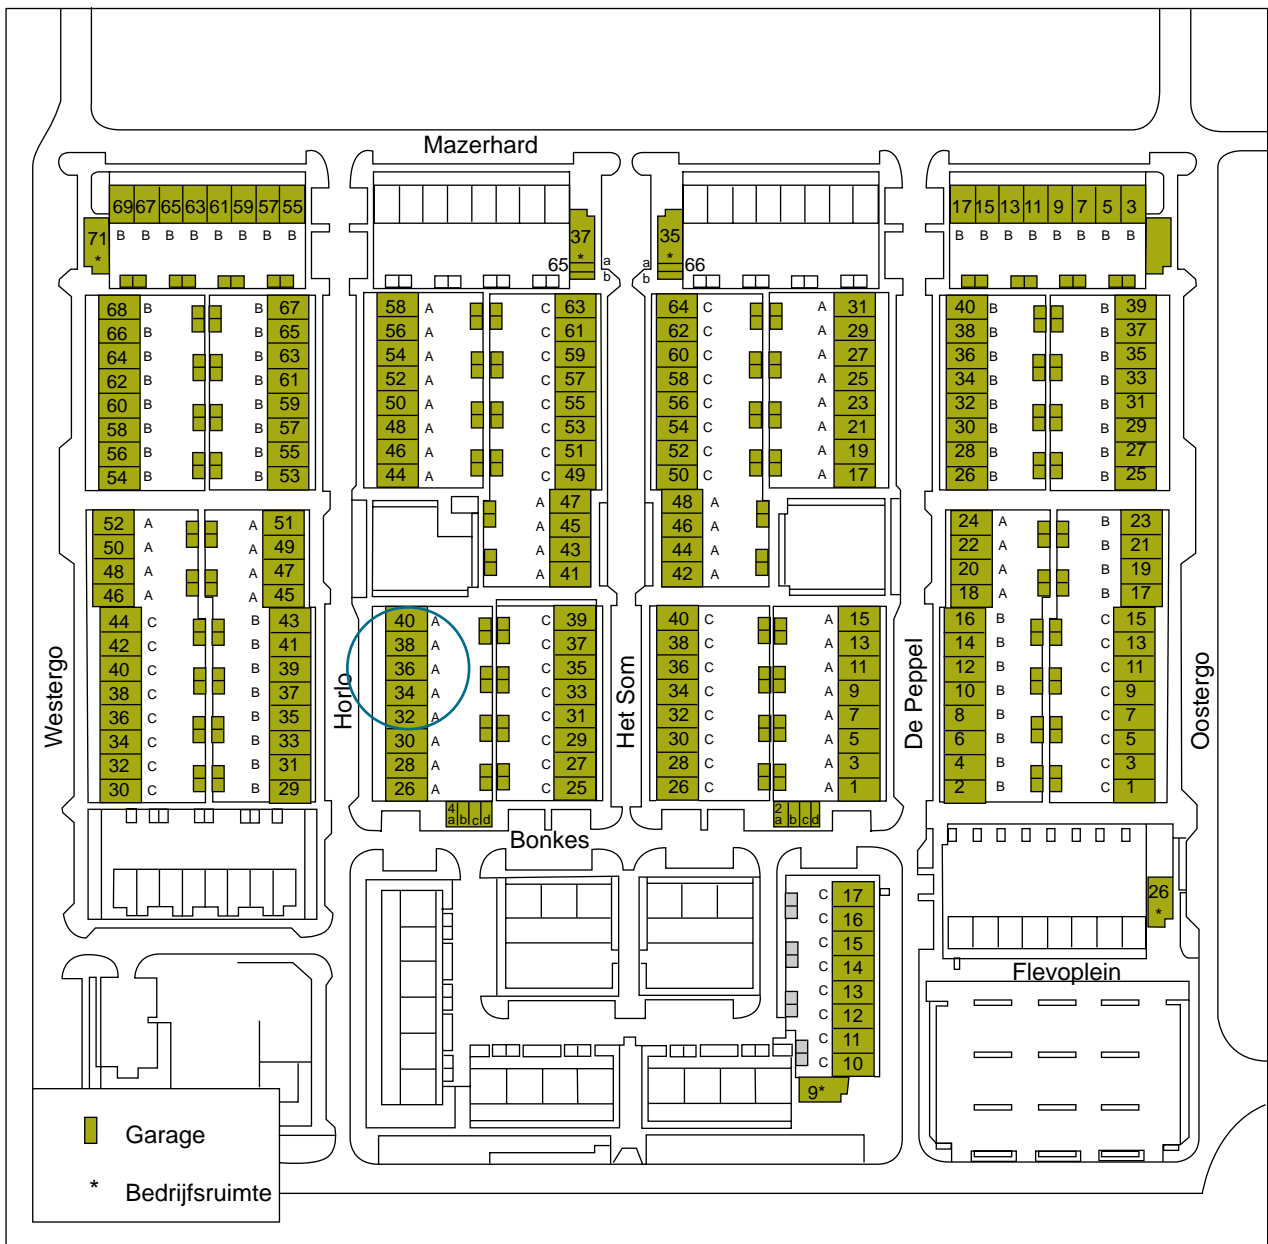 Mazerhard
69 67 65 63 61 59 57 55
B B B B B B B B
71
*
37
*
65
a
b
35
*
66
a
b
17 15 13 11 9 7 5 3
B B B B B B B B
68 B B 67
66 B B 65
64 B B 63
62 B B 61
60 B B 59
58 B B 57
56 B B 55
54 B B 53
58 A C 63
56 A C 61
54 A C 59
52 A C 57
50 A C 55
48 A C 53
46 A C 51
44 A C 49
A 47
A 45
A 43
A 41
64 C A 31
62 C A 29
60 C A 27
58 C A 25
56 C A 23
54 C A 21
52 C A 19
50 C A 17
48 A
46 A
44 A
42 A
40 B B 39
38 B B 37
36 B B 35
34 B B 33
32 B B 31
30 B B 29
28 B B 27
26 B B 25
52 A A 51
50 A A 49
48 A A 47
46 A A 45
44 C B 43
42 C B 41
40 C B 39
38 C B 37
36 C B 35
34 C B 33
32 C B 31
30 C B 29
40 A C 39
38 A C 37
36 A C 35
34 A C 33
32 A C 31
30 A C 29
28 A C 27
26 A C 25
40 C A 15
38 C A 13
36 C A 11
34 C A 9
32 C A 7
30 C A 5
28 C A 3
26 C A 1
24 A B 23
22 A B 21
20 A B 19
18 A B 17
16 B C 15
14 B C 13
12 B C 11
10 B C 9
8 B C 7
6 B C 5
4 B C 3
2 B C 1
Westergo
Horlo
Het Som
De Peppel
Oostergo
4
a b c d
2
a b c d
Bonkes
C 17
C 16
C 15
C 14
C 13
C 12
C 11
C 10
9*
26
*
Flevoplein
Garage
* Bedrijfsruimte